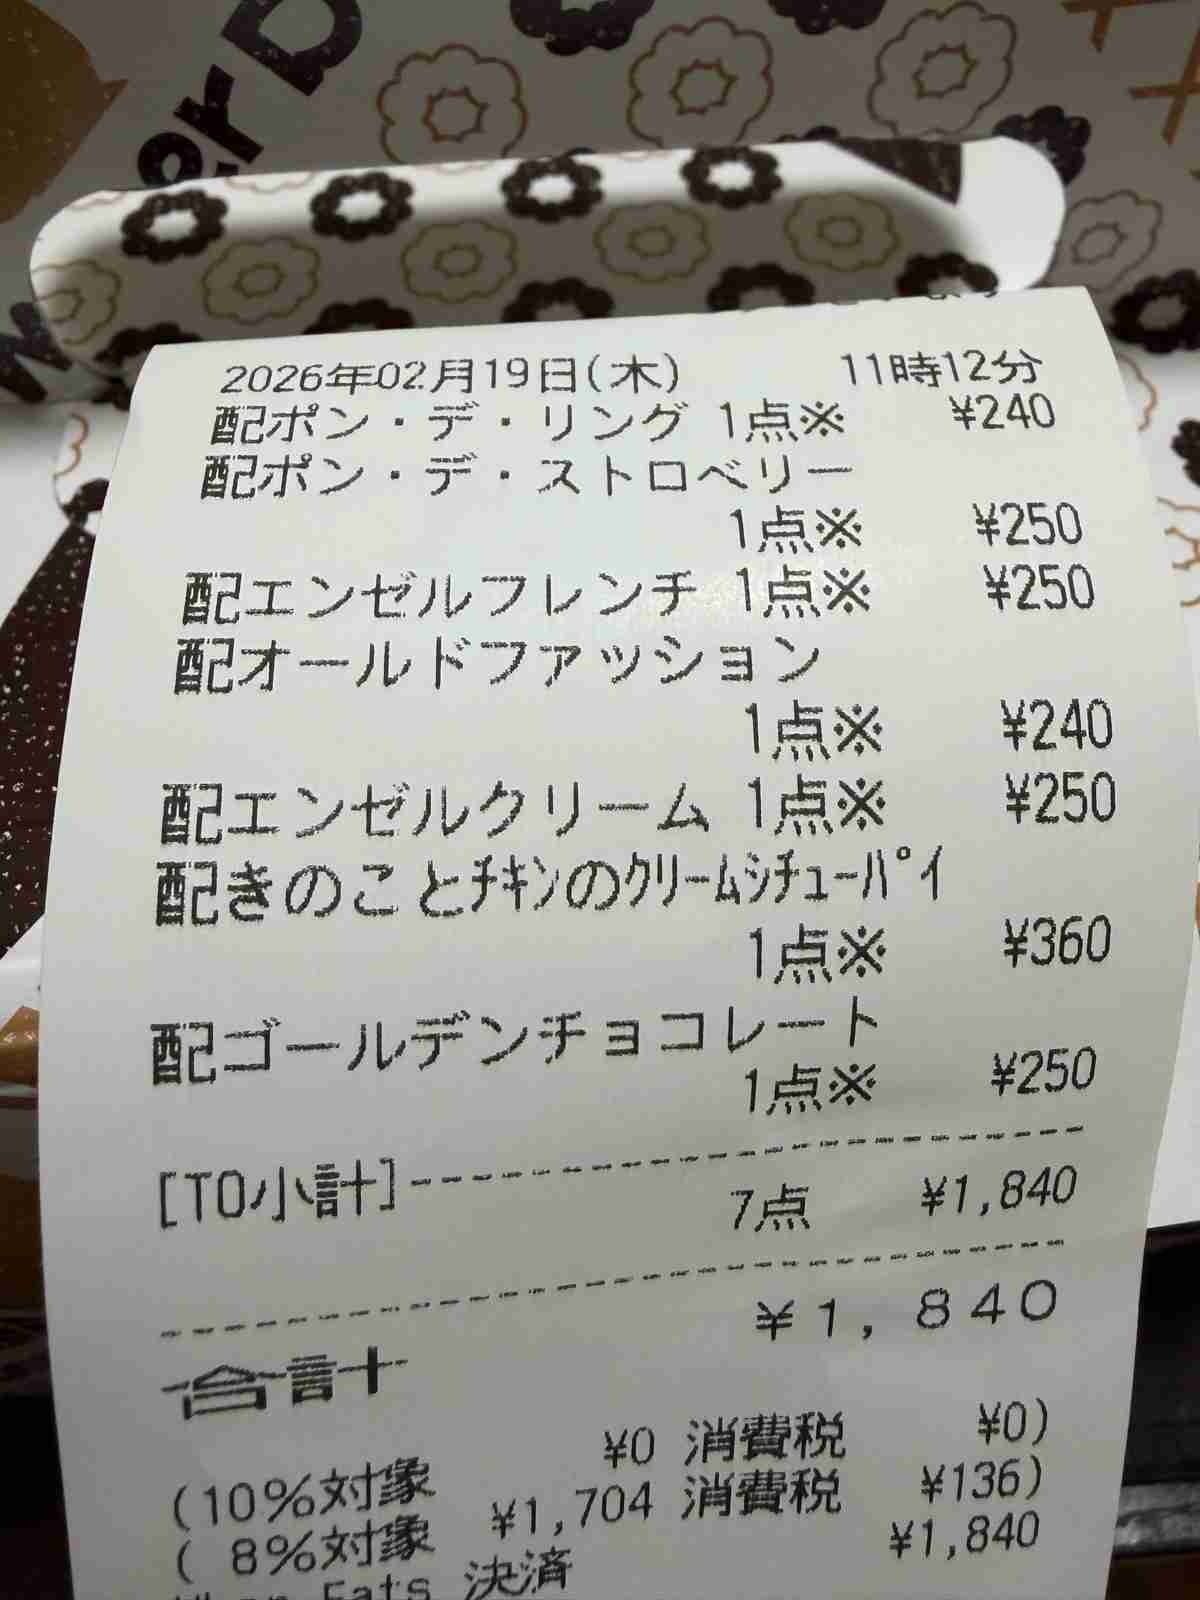 2026年02月19日(木) 11時12分
配ポン・デ・リング 1点※ ¥240
配ポン・デ・ストロベリー
1点※ ¥250
配エンゼルフレンチ 1点※ ¥250
配オールドファッション
1点※ ¥240
配エンゼルクリーム 1点※ ¥250
配きのことﾁｷﾝのｸﾘｰﾑｼﾁｭｰﾊﾟｲ
1点※ ¥360
配ゴールデンチョコレート
1点※ ¥250
[TO小計]
7点 ¥1,840
合計 ¥1,840
(10%対象 ¥0 消費税 ¥0)
( 8%対象 ¥1,704 消費税 ¥136)
Eats 決済 ¥1,840